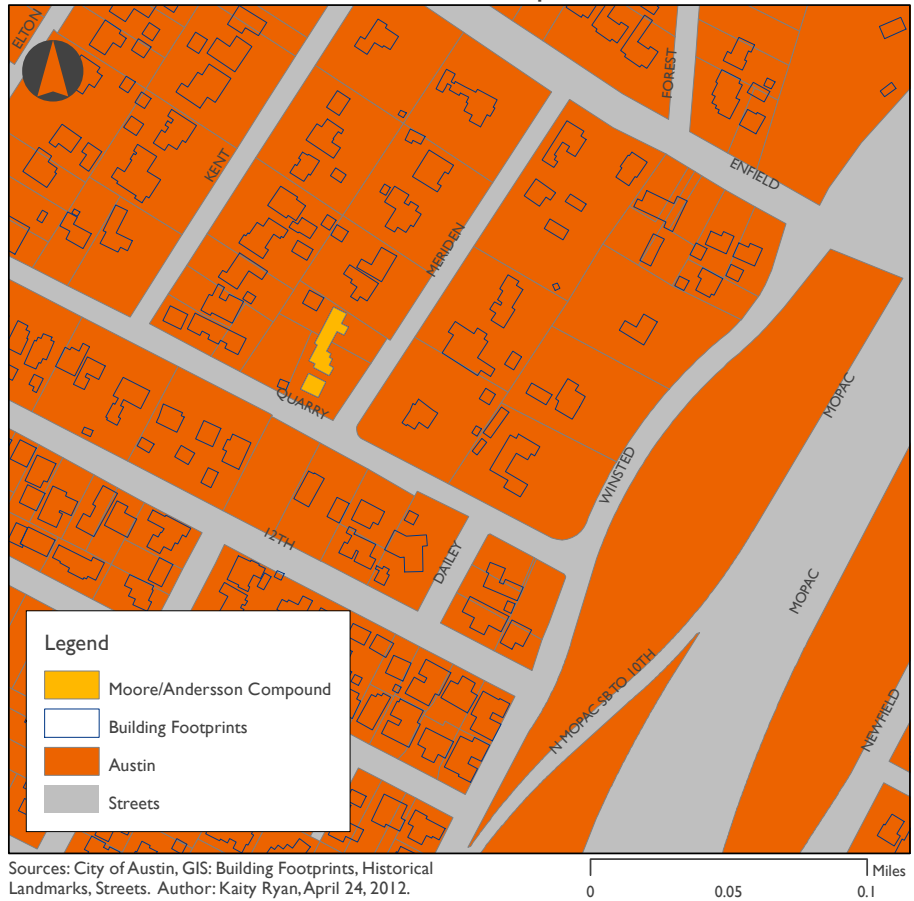 ELTON
FOREST
KENT
ENFIELD
MERIDEN
MOPAC
QUARRY
WINSTED
12TH
DAILEY
MOPAC
N MOPAC SB TO 10TH
NEWFIELD
Legend
Moore/Andersson Compound
Building Footprints
Austin
Streets
Sources: City of Austin, GIS: Building Footprints, Historical
Landmarks, Streets. Author: Kaity Ryan, April 24, 2012.
Miles
0 0.05 0.1